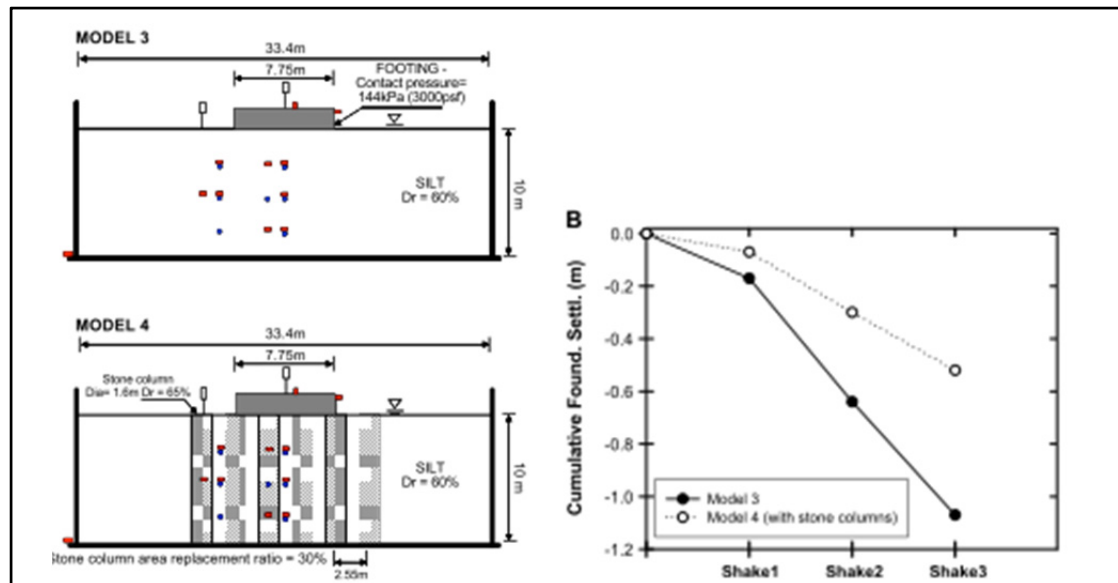 MODEL 3
33.4m
7.75m
FOOTING -
Contact pressure=
144kPa (3000psf)
SILT
Dr = 60%
10 m
MODEL 4
33.4m
7.75m
Stone column
Dia= 1.6m Dr = 65%
SILT
Dr = 60%
10 m
Stone column area replacement ratio = 30%
2.55m
B
Cumulative Found. Settl. (m)
0.0
-0.2
-0.4
-0.6
-0.8
-1.0
-1.2
Model 3
Model 4 (with stone columns)
Shake1
Shake2
Shake3